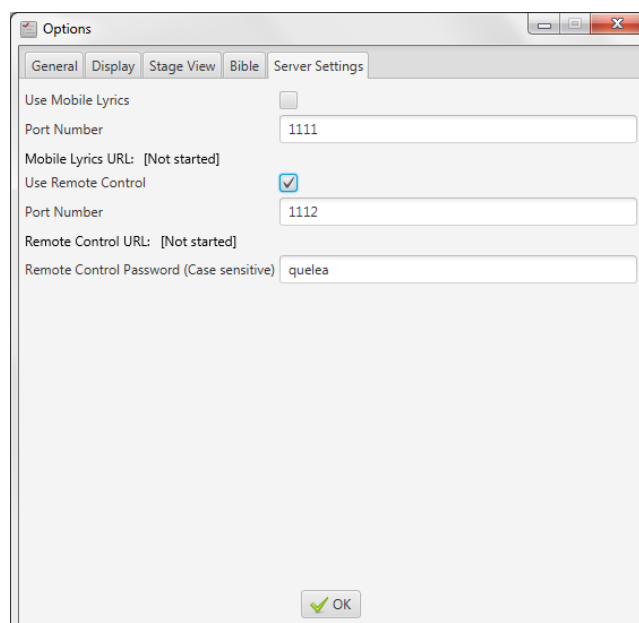 Options
General Display Stage View Bible Server Settings
Use Mobile Lyrics
Port Number 1111
Mobile Lyrics URL: [Not started]
Use Remote Control
Port Number 1112
Remote Control URL: [Not started]
Remote Control Password (Case sensitive) quelea
OK